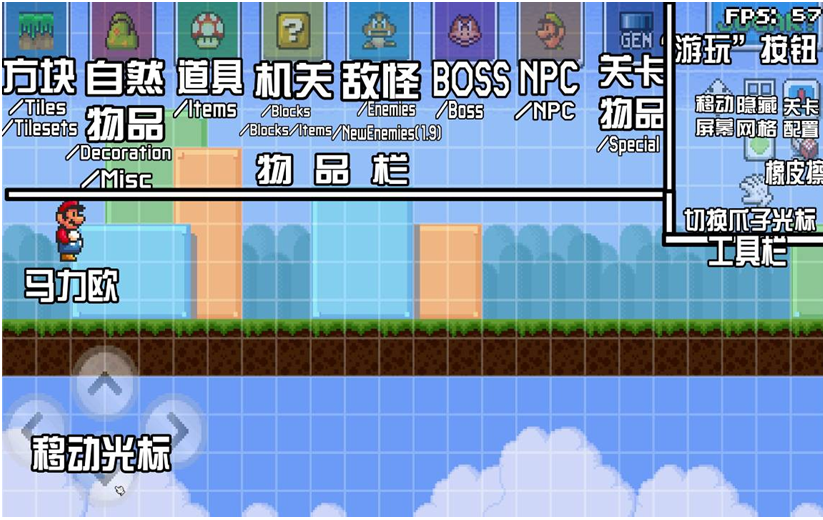 FPS: 57
GEN
方块
/Tiles
/Tilesets
自然
物品
/Decoration
/Misc
道具
/Items
机关
/Blocks
/Blocks/Items
敌怪
/Enemies
/NewEnemies(1.9)
BOSS
/Boss
NPC
/NPC
关卡
物品
/Special
物品栏
“游玩”按钮
移动
屏幕
隐藏
网格
关卡
配置
橡皮擦
切换爪子光标
工具栏
马力欧
移动光标